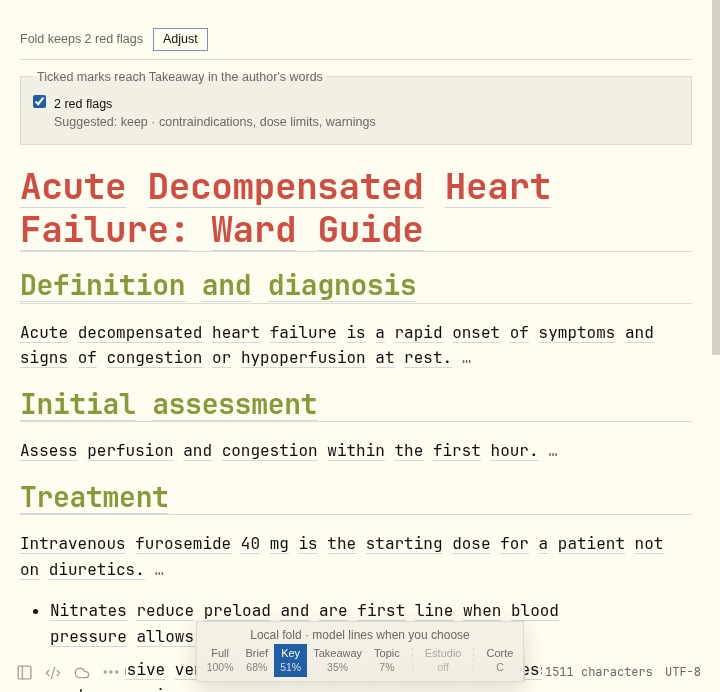 Fold keeps 2 red flags Adjust
Ticked marks reach Takeaway in the author's words
2 red flags
Suggested: keep · contraindications, dose limits, warnings
Acute Decompensated Heart
Failure: Ward Guide
Definition and diagnosis
Acute decompensated heart failure is a rapid onset of symptoms and
signs of congestion or hypoperfusion at rest. …
Initial assessment
Assess perfusion and congestion within the first hour. …
Treatment
Intravenous furosemide 40 mg is the starting dose for a patient not
on diuretics. …
• Nitrates reduce preload and are first line when blood
pressure allows
Local fold · model lines when you choose
Full Brief Key Takeaway Topic Estudio Corte
100% 68% 51% 35% 7% off C
1511 characters UTF-8